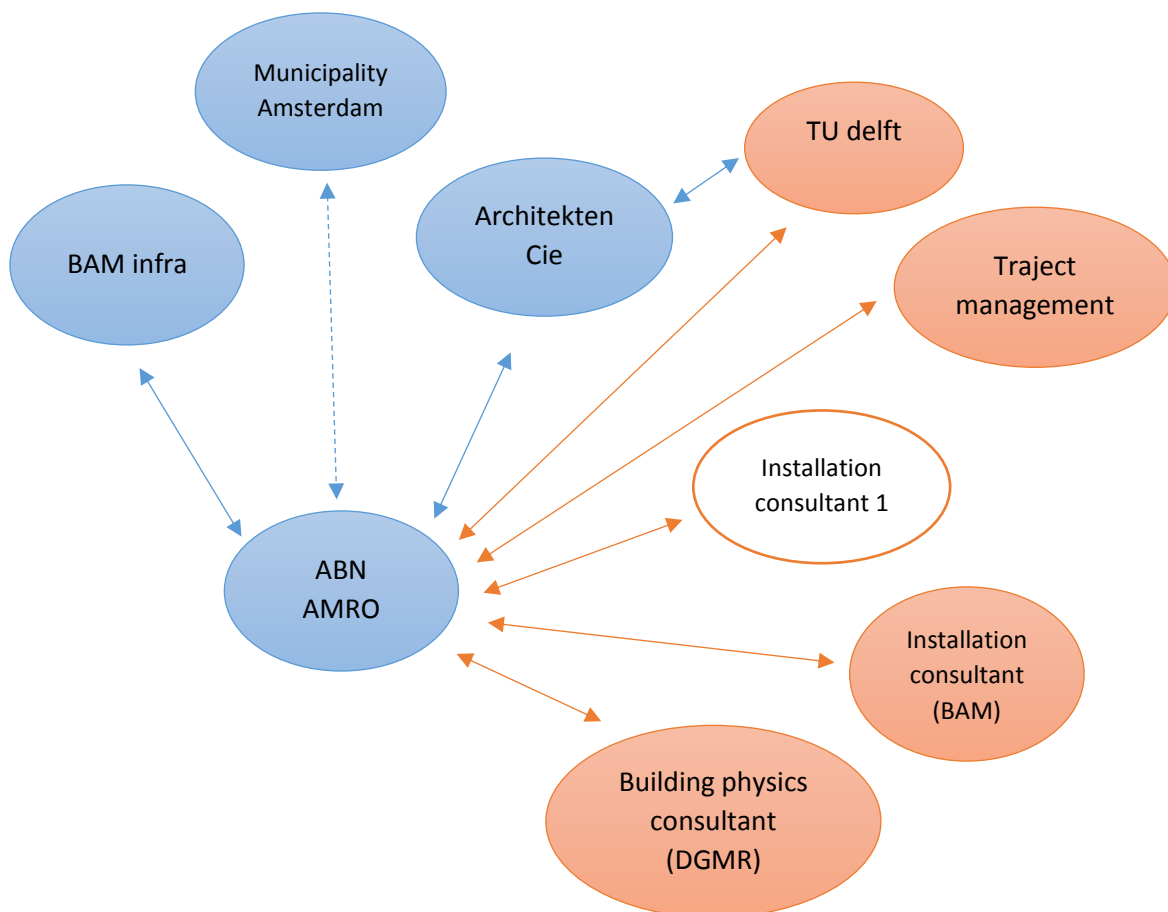 Municipality
Amsterdam
TU delft
Architekten
Cie
BAM infra
Traject
management
Installation
consultant 1
ABN
AMRO
Installation
consultant
(BAM)
Building physics
consultant
(DGMR)